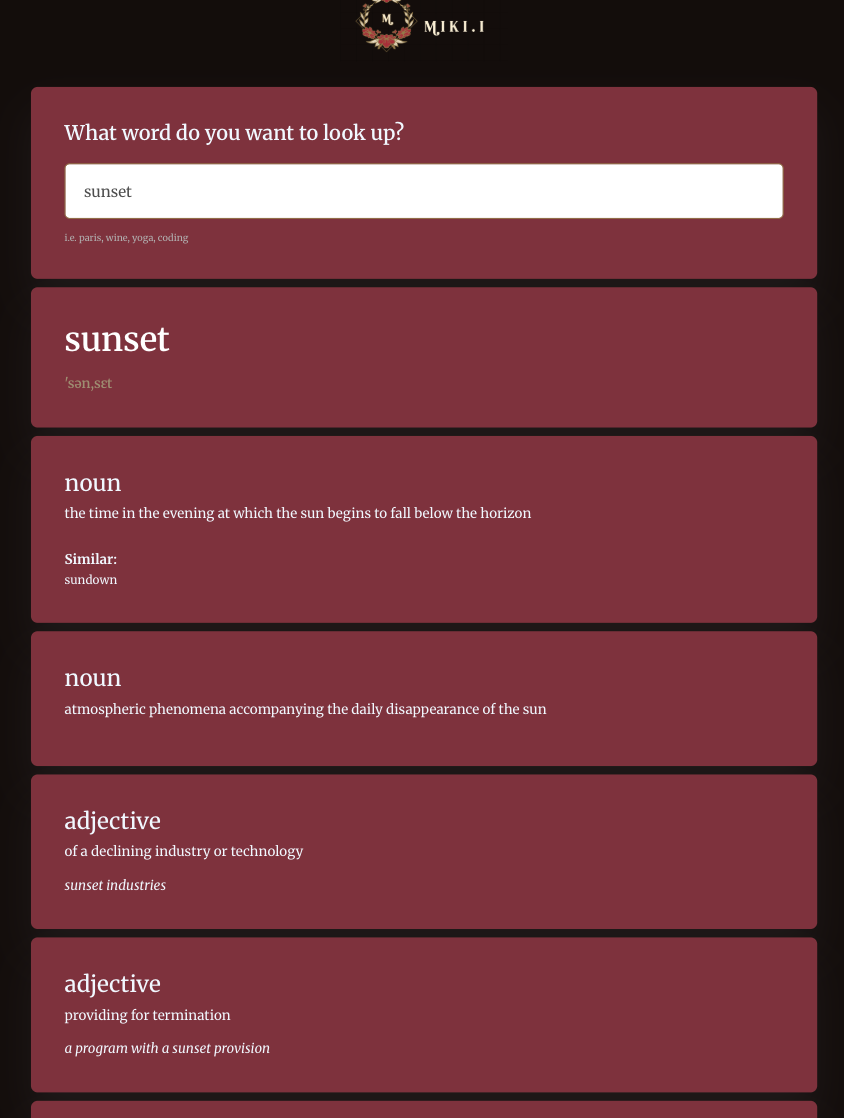 M
MIKI.I
What word do you want to look up?
sunset
i.e. paris, wine, yoga, coding
sunset
'sən,sɛt
noun
the time in the evening at which the sun begins to fall below the horizon
Similar:
sundown
noun
atmospheric phenomena accompanying the daily disappearance of the sun
adjective
of a declining industry or technology
sunset industries
adjective
providing for termination
a program with a sunset provision